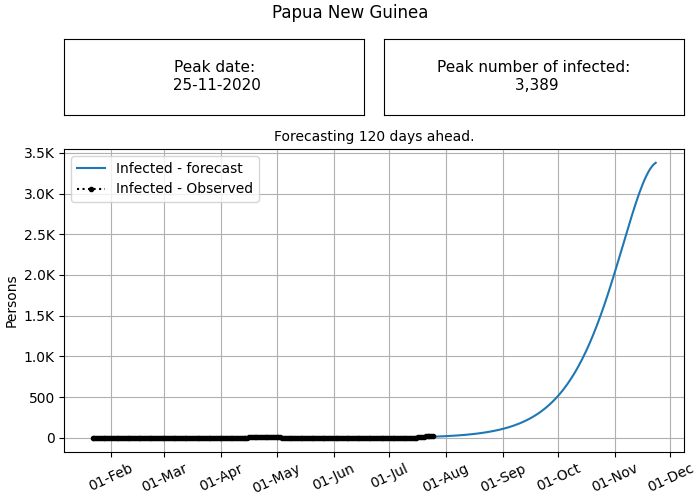 Papua New Guinea
Peak date:
25-11-2020
Peak number of infected:
3,389
Forecasting 120 days ahead.
3.5K
3.0K
2.5K
2.0K
1.5K
1.0K
500
0
Persons
Infected - forecast
Infected - Observed
01-Feb
01-Mar
01-Apr
01-May
01-Jun
01-Jul
01-Aug
01-Sep
01-Oct
01-Nov
01-Dec